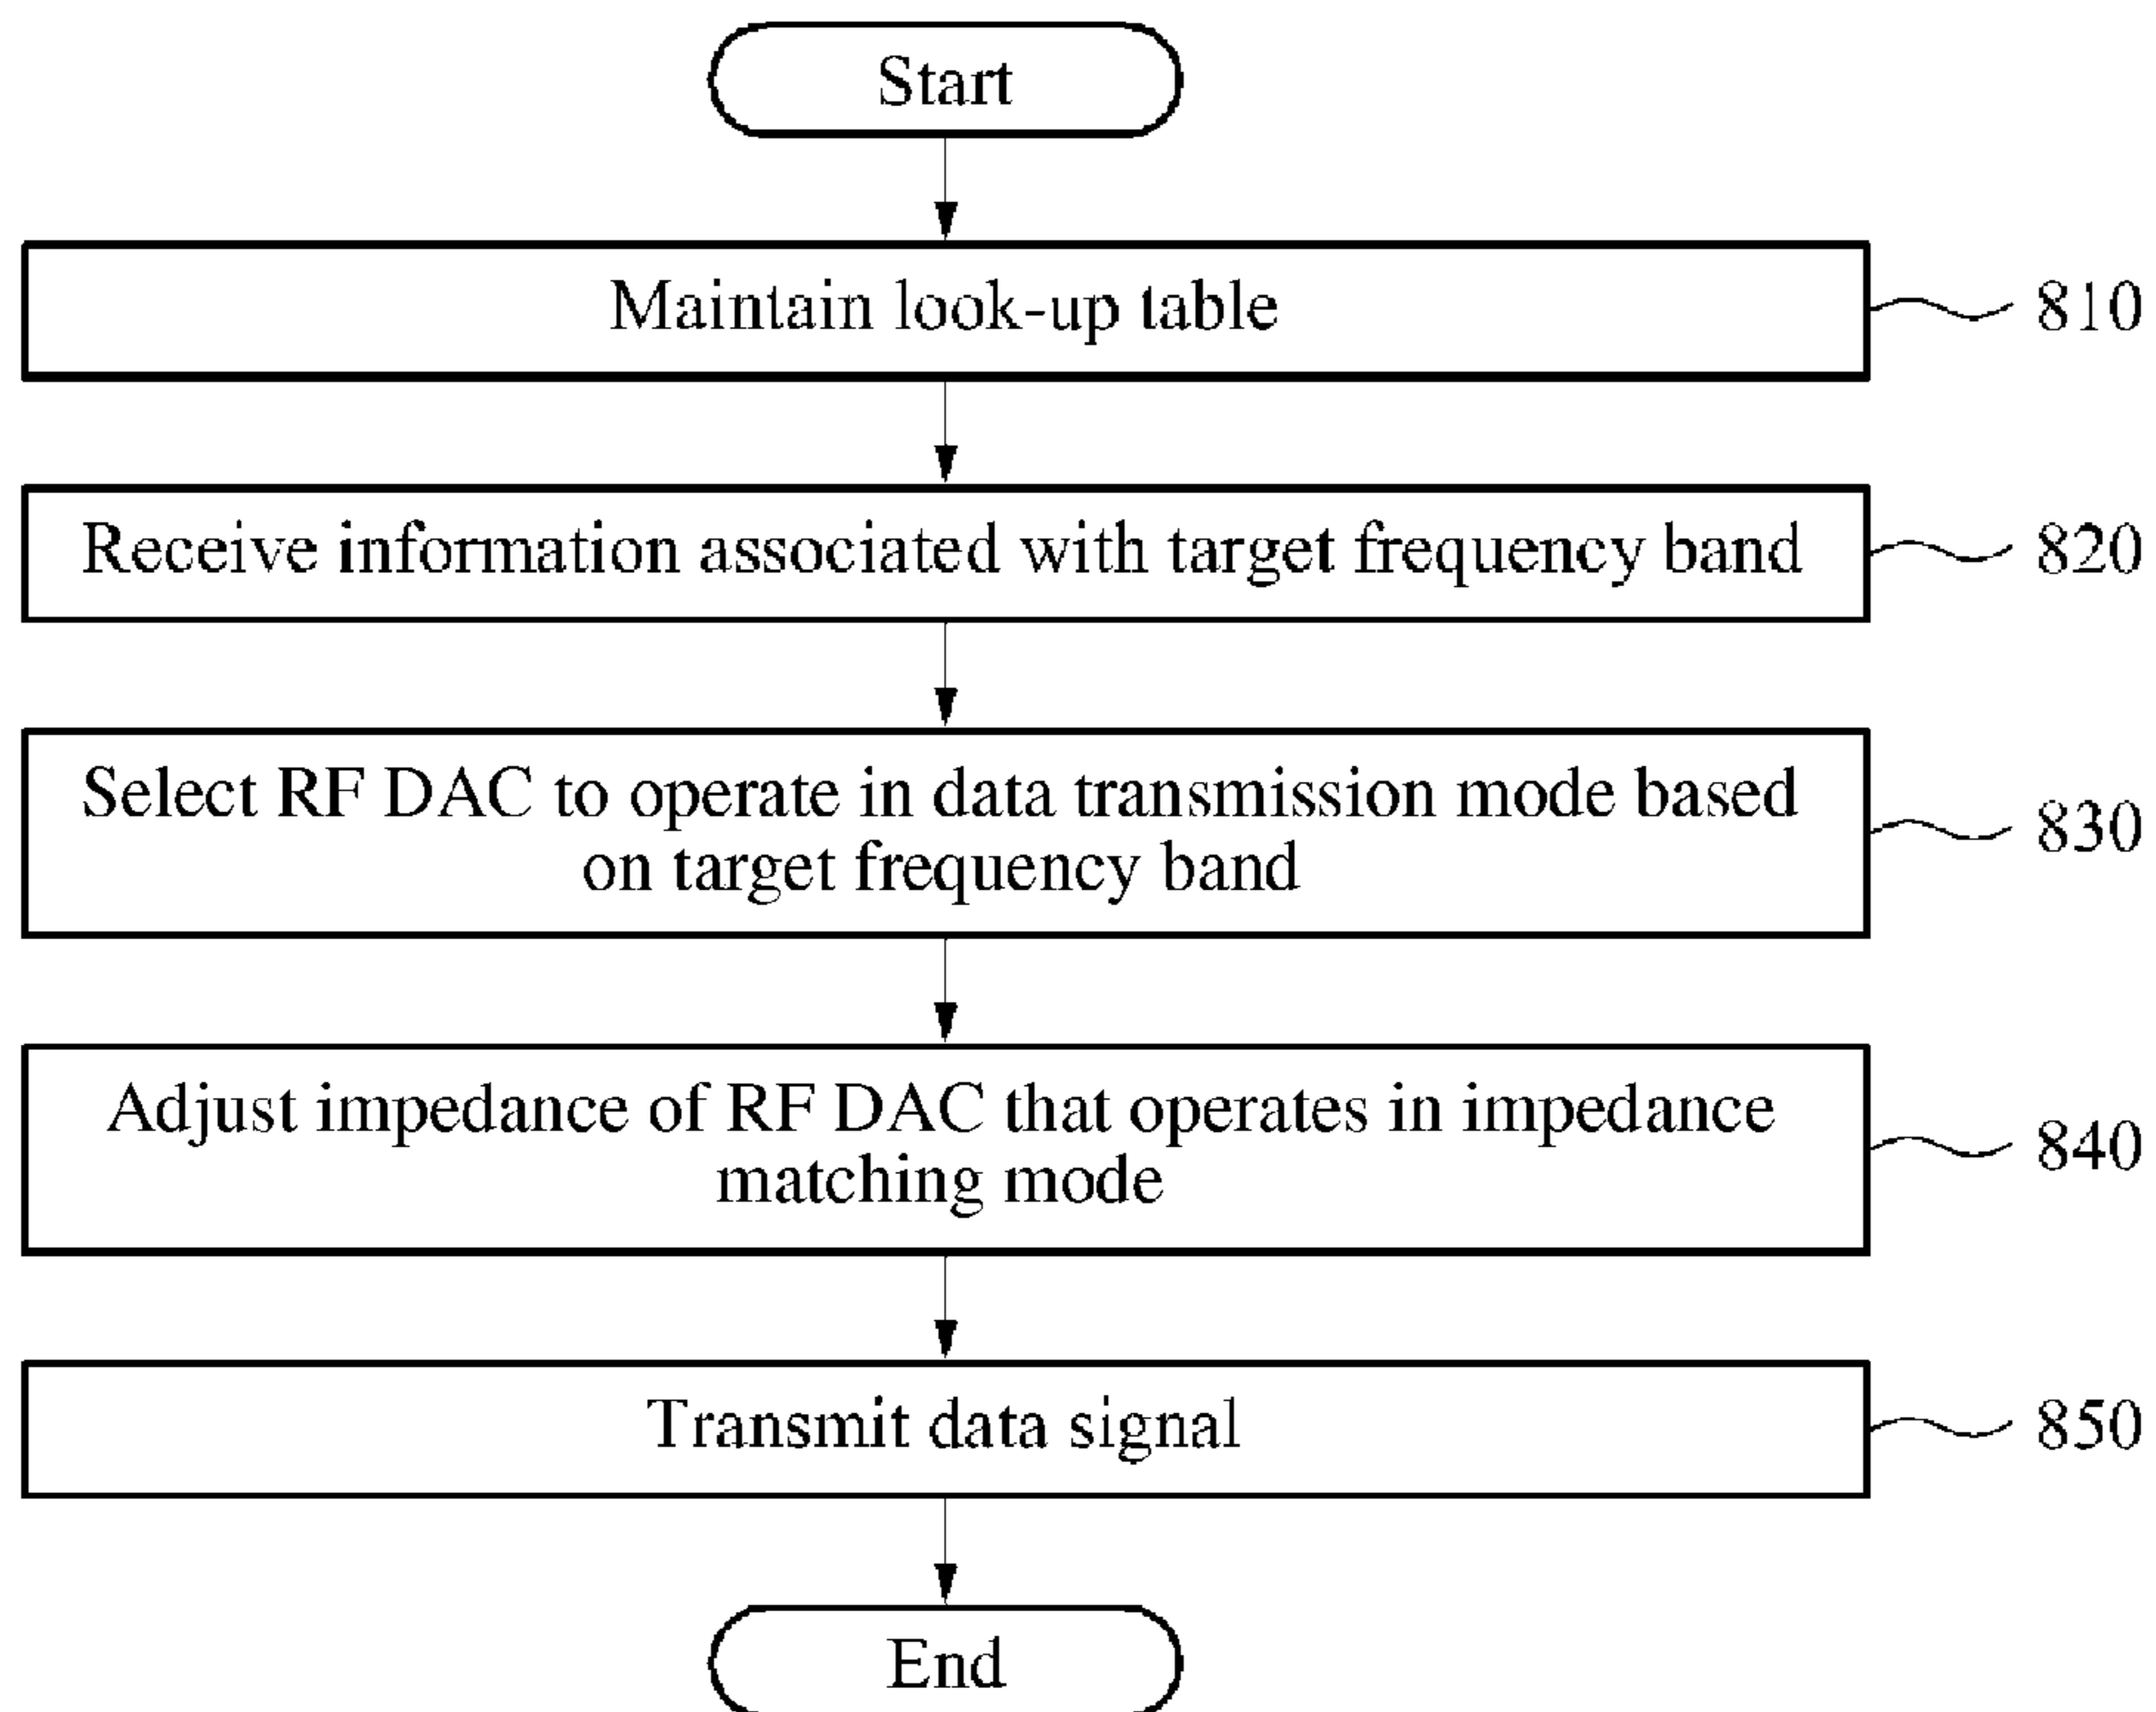 Start
Maintain look-up table
810
Receive information associated with target frequency band
820
Select RF DAC to operate in data transmission mode based
on target frequency band
830
Adjust impedance of RF DAC that operates in impedance
matching mode
840
Transmit data signal
850
End